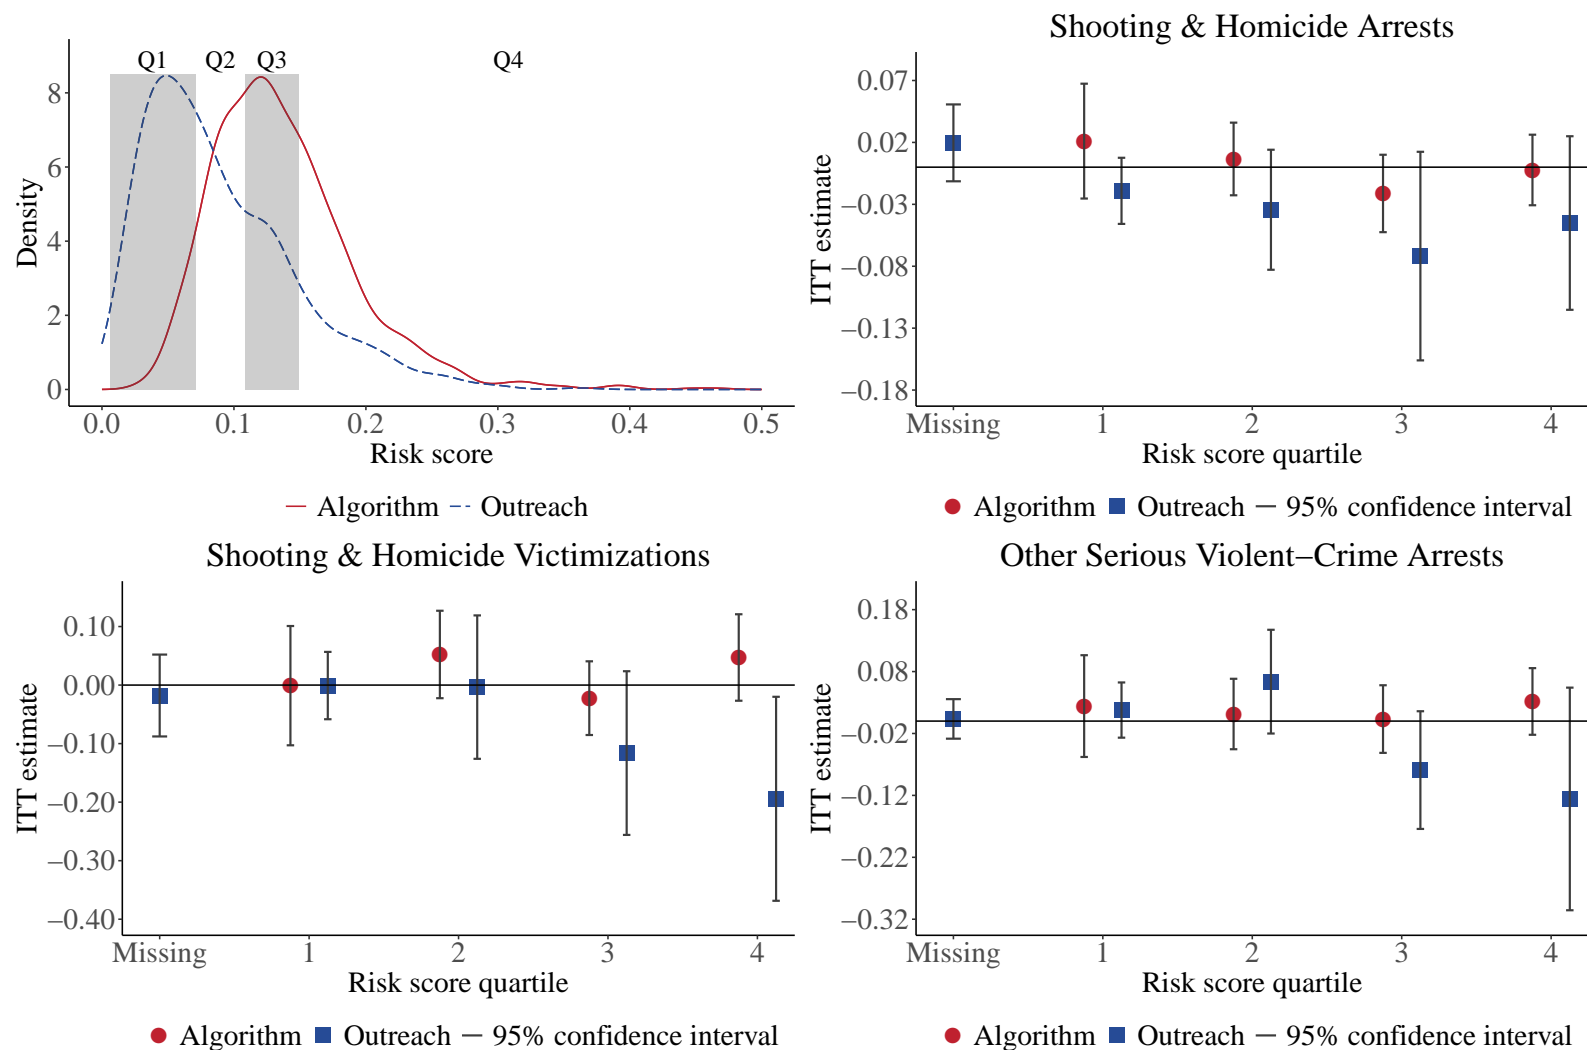 Q1 Q2 Q3 Q4
8
6
4
2
0
Density
0.0 0.1 0.2 0.3 0.4 0.5
Risk score
Algorithm Outreach
Shooting & Homicide Arrests
0.07
0.02
−0.03
−0.08
−0.13
−0.18
ITT estimate
Missing 1 2 3 4
Risk score quartile
Algorithm Outreach 95% confidence interval
Shooting & Homicide Victimizations
0.10
0.00
−0.10
−0.20
−0.30
−0.40
ITT estimate
Missing 1 2 3 4
Risk score quartile
Algorithm Outreach 95% confidence interval
Other Serious Violent−Crime Arrests
0.18
0.08
−0.02
−0.12
−0.22
−0.32
ITT estimate
Missing 1 2 3 4
Risk score quartile
Algorithm Outreach 95% confidence interval